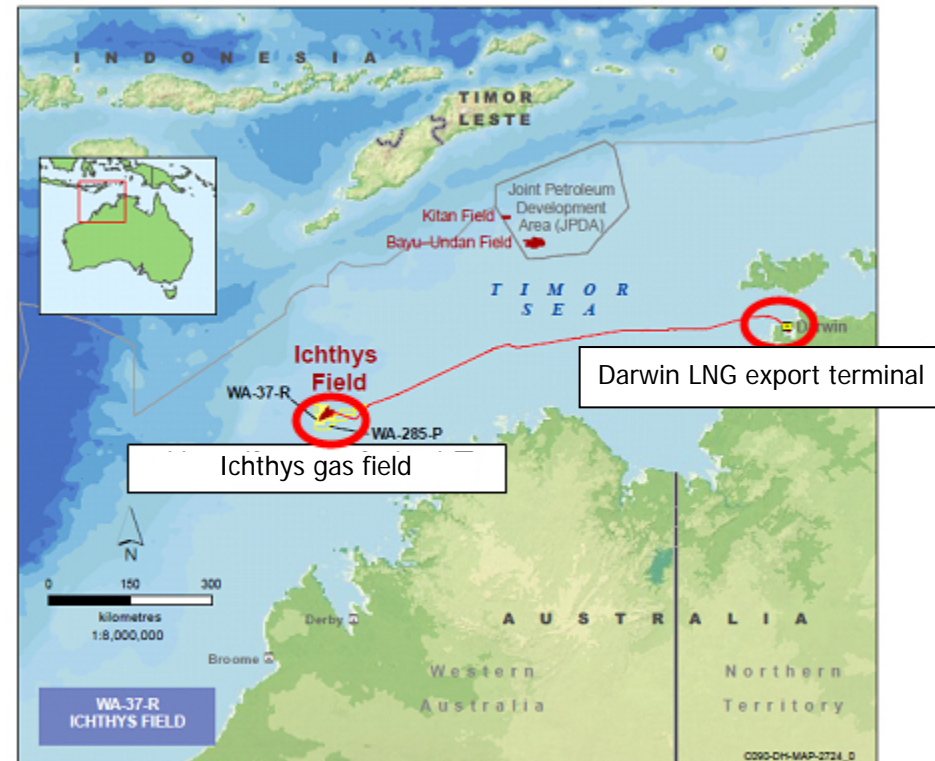 I N D O N E S I A
TIMOR
LESTE
Joint Petroleum
Development
Area (JPDA)
Kitan Field
Bayu–Undan Field
T I M O R
S E A
Darwin
Darwin LNG export terminal
Ichthys
Field
WA-37-R
WA-285-P
Ichthys gas field
N
0 150 300
kilometres
1:8,000,000
Derby
Broome
A U S T R A L I A
Western
Australia
Northern
Territory
WA-37-R
ICHTHYS FIELD
C090-DH-MAP-2724_0